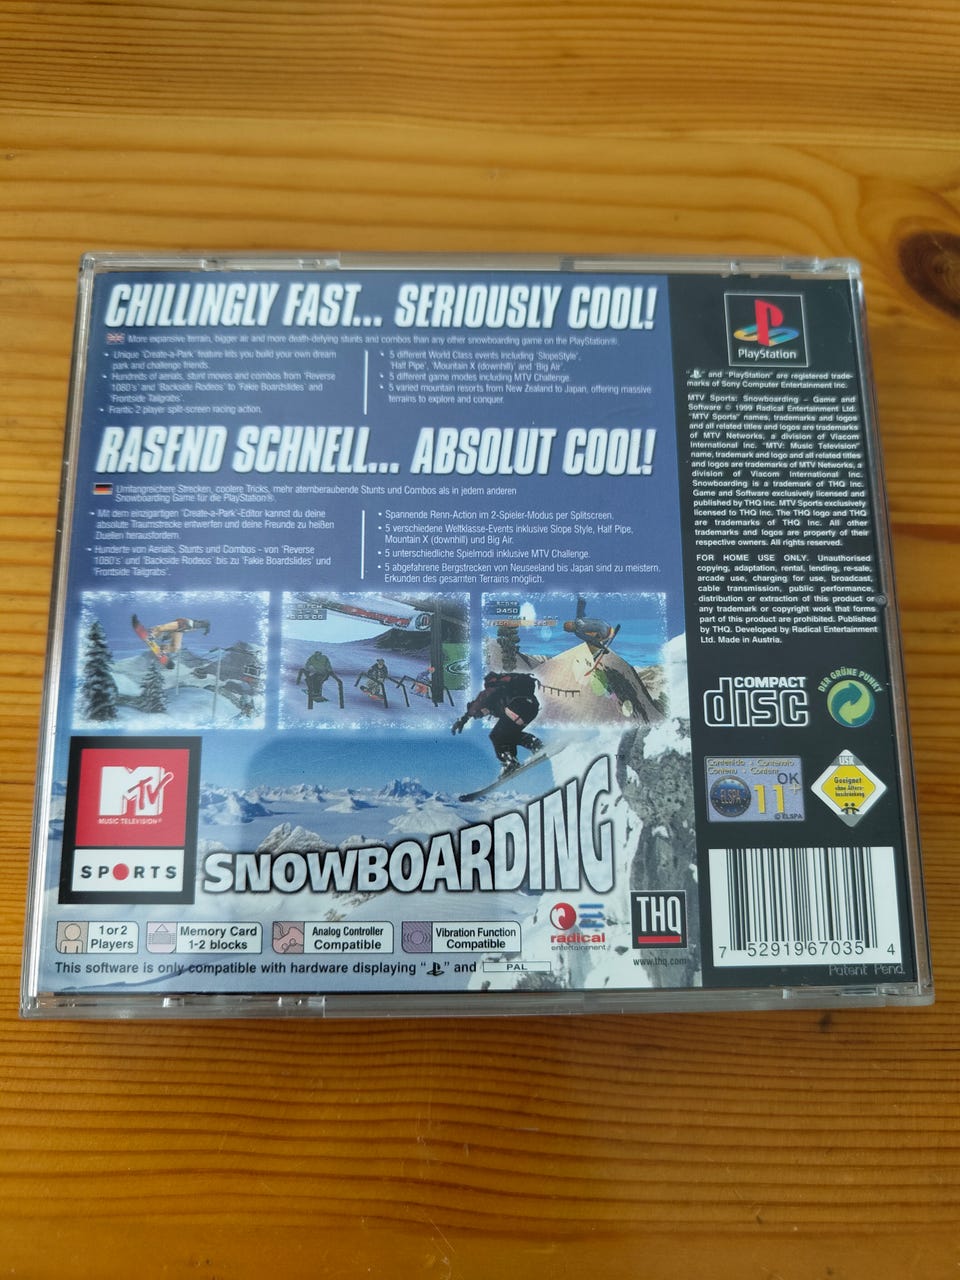 CHILLINGLY FAST... SERIOUSLY COOL!
More expansive terrain, bigger air and more death-defying stunts and combos than any other snowboarding game on the PlayStation®.
• Unique 'Create-a-Park' feature lets you build your own dream
park and challenge friends.
• Hundreds of aerials, stunt moves and combos from 'Reverse
1080's' and 'Backside Rodeos' to 'Fakie Boardslides' and
'Frontside Tailgrabs'.
• Frantic 2 player split-screen racing action.
• 5 different World Class events including 'SlopeStyle',
'Half Pipe', 'Mountain X (downhill)' and 'Big Air'.
• 5 different game modes including MTV Challenge.
• 5 varied mountain resorts from New Zealand to Japan, offering massive
terrains to explore and conquer.
RASEND SCHNELL... ABSOLUT COOL!
Umfangreichere Strecken, coolere Tricks, mehr atemberaubende Stunts und Combos als in jedem anderen
Snowboarding Game für die PlayStation®.
• Mit dem einzigartigen 'Create-a-Park'-Editor kannst du deine
absolute Traumstrecke entwerfen und deine Freunde zu heißen
Duellen herausfordern.
• Hunderte von Aerials, Stunts und Combos - von 'Reverse
1080's' und 'Backside Rodeos' bis zu 'Fakie Boardslides' und
'Frontside Tailgrabs'.
• Spannende Renn-Action im 2-Spieler-Modus per Splitscreen.
• 5 verschiedene Weltklasse-Events inklusive Slope Style, Half Pipe,
Mountain X (downhill) und Big Air.
• 5 unterschiedliche Spielmodi inklusive MTV Challenge.
• 5 abgefahrene Bergstrecken von Neuseeland bis Japan sind zu meistern.
Erkunden des gesamten Terrains möglich.
MTV
MUSIC TELEVISION®
SPORTS
SNOWBOARDING
1 or 2
Players
Memory Card
1-2 blocks
Analog Controller
Compatible
Vibration Function
Compatible
radical
entertainment
THQ
www.thq.com
This software is only compatible with hardware displaying "PS" and PAL
PlayStation
"PS" and "PlayStation" are registered trade-
marks of Sony Computer Entertainment Inc.
MTV Sports: Snowboarding – Game and
Software © 1999 Radical Entertainment Ltd.
"MTV Sports" names, trademarks and logos
and all related titles and logos are trademarks
of MTV Networks, a division of Viacom
International Inc. "MTV: Music Television"
name, trademark and logo and all related titles
and logos are trademarks of MTV Networks, a
division of Viacom International Inc.
Snowboarding is a trademark of THQ Inc.
Game and Software exclusively licensed and
published by THQ Inc. MTV Sports exclusively
licensed to THQ Inc. The THQ logo and THQ
are trademarks of THQ Inc. All other
trademarks and logos are property of their
respective owners. All rights reserved.
FOR HOME USE ONLY. Unauthorised
copying, adaptation, rental, lending, re-sale,
arcade use, charging for use, broadcast,
cable transmission, public performance,
distribution or extraction of this product or
any trademark or copyright work that forms
part of this product are prohibited. Published
by THQ. Developed by Radical Entertainment
Ltd. Made in Austria.
COMPACT
disc
DER GRÜNE PUNKT
Contenido • Conteúdo
Contenu • Content
ELSPA
OK
11+
© ELSPA
USK
Geeignet
ohne Alters-
beschränkung
7 52919 67035 4
Patent Pend.